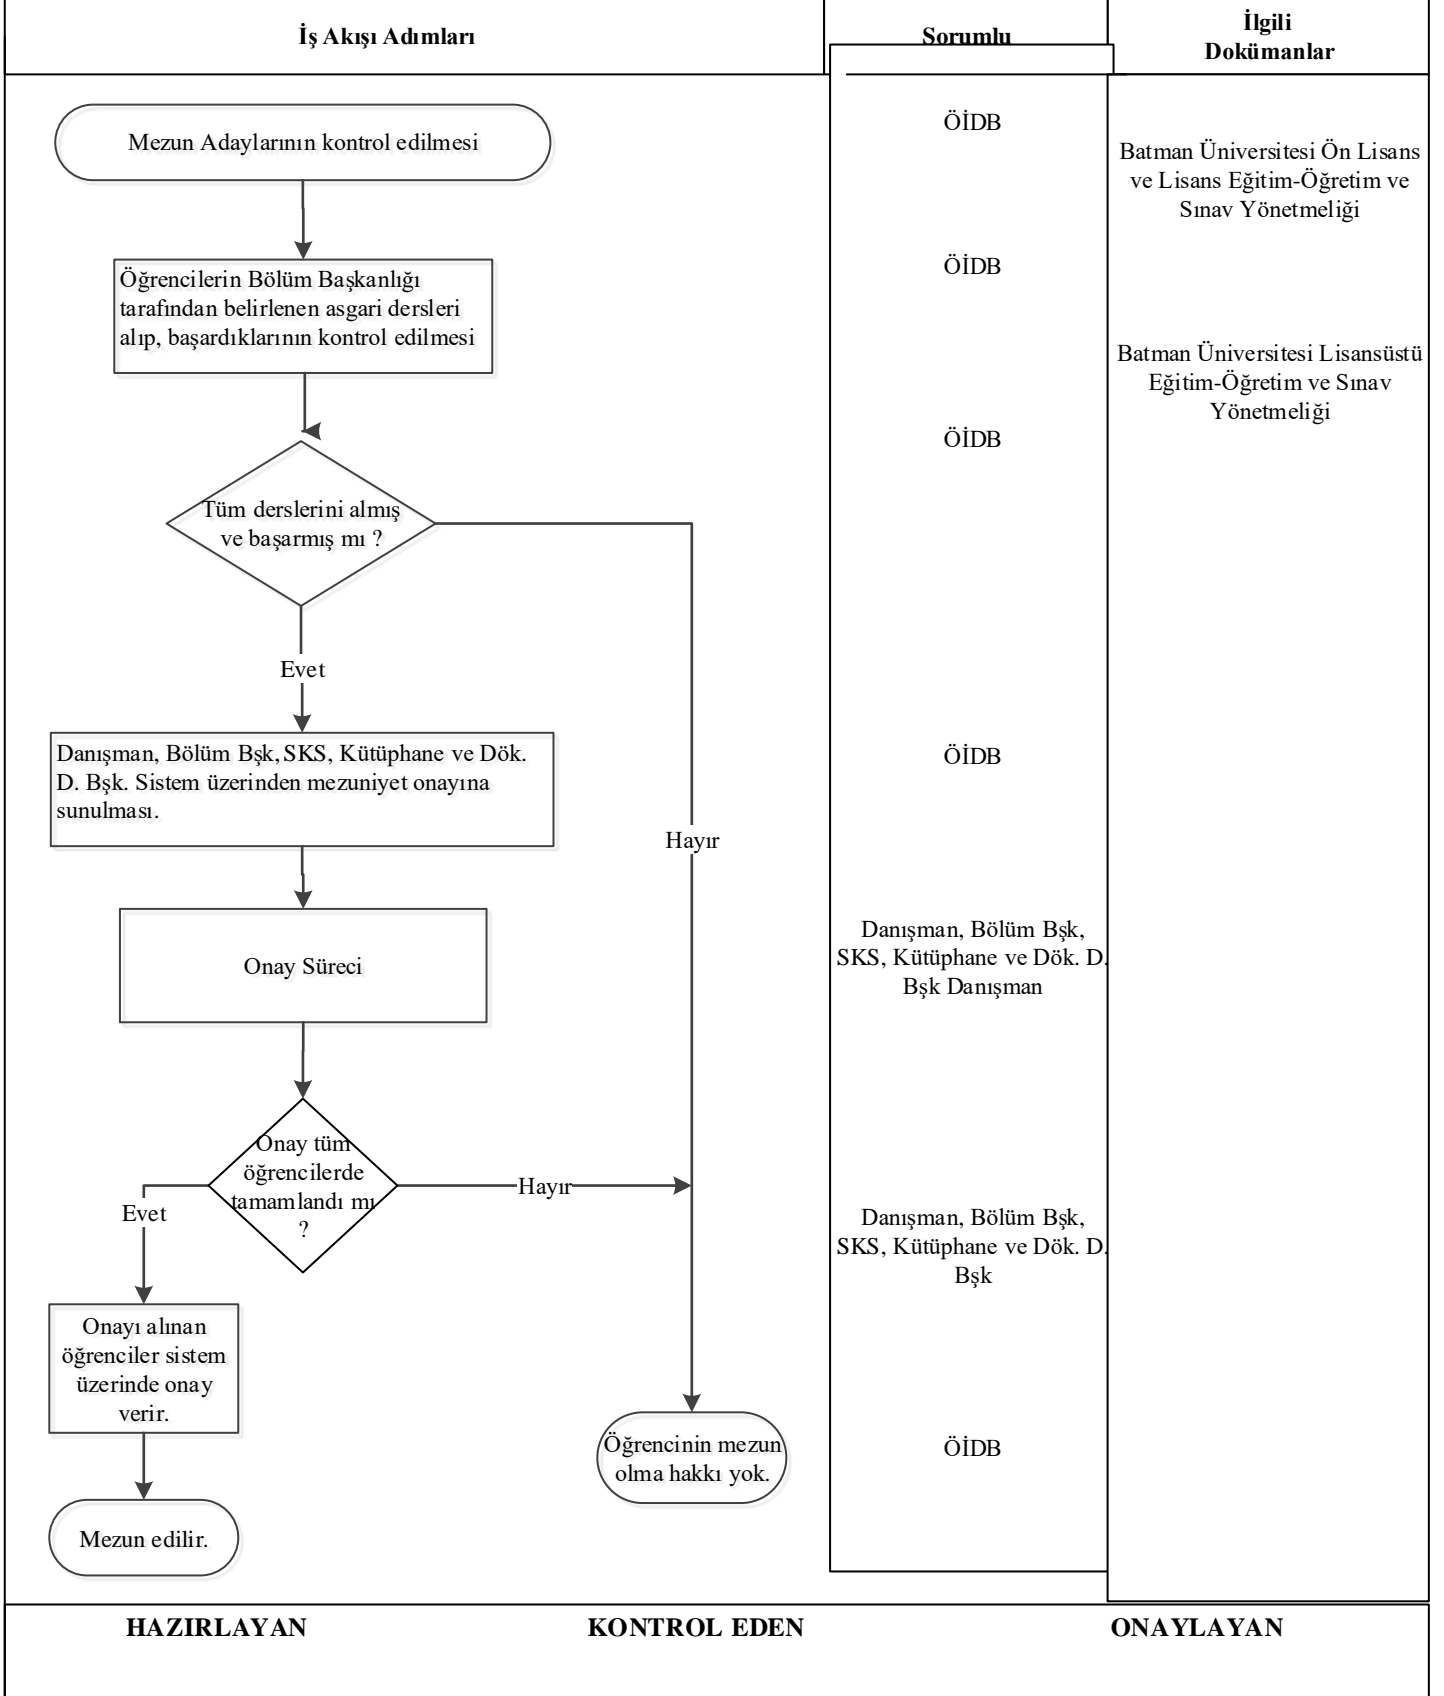 İş Akışı Adımları
Sorumlu
İlgili
Dokümanlar
Mezun Adaylarının kontrol edilmesi
ÖİDB
Batman Üniversitesi Ön Lisans
ve Lisans Eğitim-Öğretim ve
Sınav Yönetmeliği
Öğrencilerin Bölüm Başkanlığı
tarafından belirlenen asgari dersleri
alıp, başardıklarının kontrol edilmesi
ÖİDB
Batman Üniversitesi Lisansüstü
Eğitim-Öğretim ve Sınav
Yönetmeliği
ÖİDB
Tüm derslerini almış
ve başarmış mı ?
Evet
Danışman, Bölüm Bşk, SKS, Kütüphane ve Dök.
D. Bşk. Sistem üzerinden mezuniyet onayına
sunulması.
ÖİDB
Hayır
Onay Süreci
Danışman, Bölüm Bşk,
SKS, Kütüphane ve Dök. D.
Bşk Danışman
Onay tüm
öğrencilerde
tamamlandı mı
?
Hayır
Evet
Danışman, Bölüm Bşk,
SKS, Kütüphane ve Dök. D.
Bşk
Onayı alınan
öğrenciler sistem
üzerinde onay
verir.
Öğrencinin mezun
olma hakkı yok.
ÖİDB
Mezun edilir.
HAZIRLAYAN
KONTROL EDEN
ONAYLAYAN